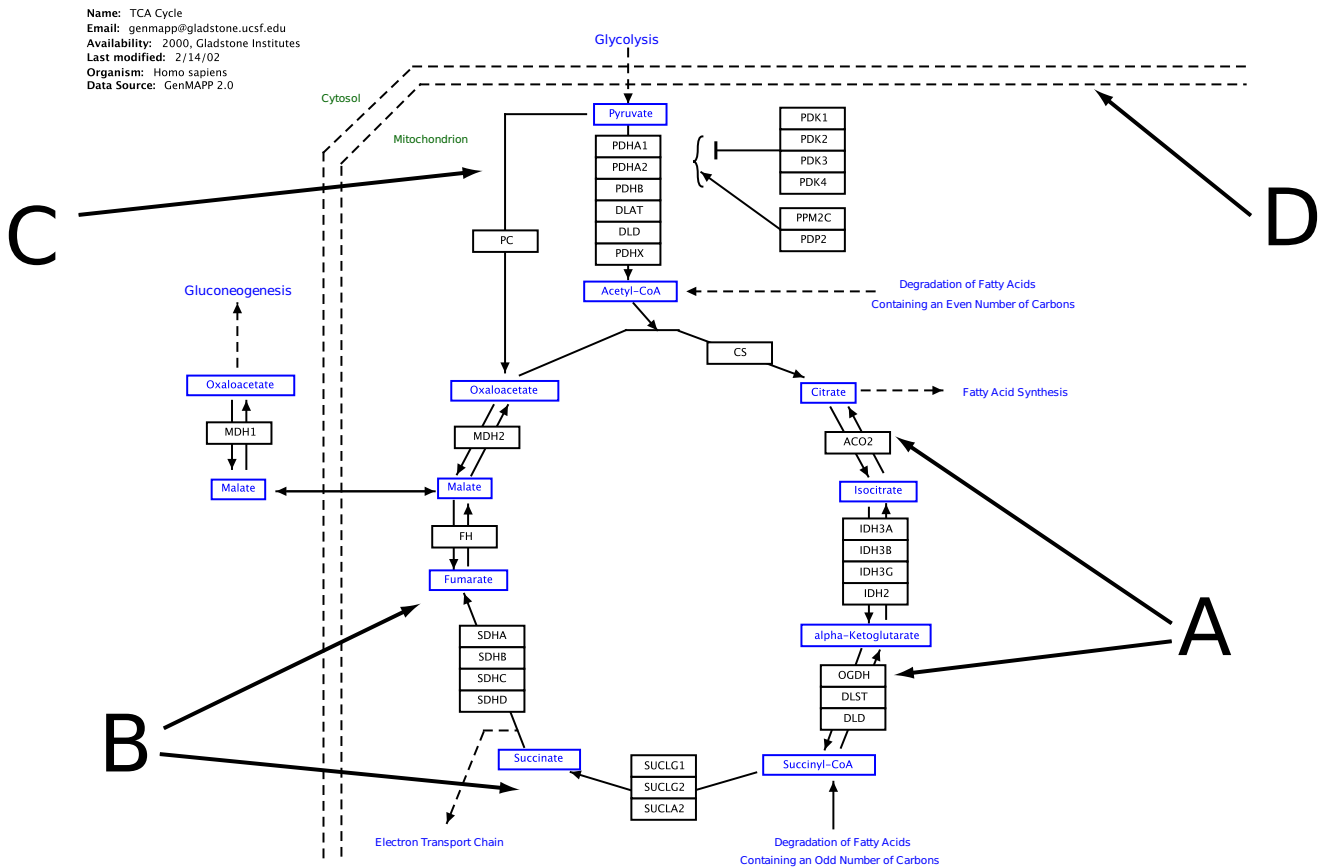 Name: TCA Cycle
Email: genmapp@gladstone.ucsf.edu
Availability: 2000, Gladstone Institutes
Last modified: 2/14/02
Organism: Homo sapiens
Data Source: GenMAPP 2.0
Glycolysis
Cytosol
Mitochondrion
Pyruvate
PDHA1
PDHA2
PDHB
DLAT
DLD
PDHX
PDK1
PDK2
PDK3
PDK4
PPM2C
PDP2
C
D
PC
Acetyl-CoA
Degradation of Fatty Acids
Containing an Even Number of Carbons
Gluconeogenesis
CS
Oxaloacetate
Oxaloacetate
Citrate
Fatty Acid Synthesis
MDH1
MDH2
ACO2
Malate
Malate
Isocitrate
FH
IDH3A
IDH3B
IDH3G
IDH2
Fumarate
alpha-Ketoglutarate
A
SDHA
SDHB
SDHC
SDHD
OGDH
DLST
DLD
B
Succinate
SUCLG1
SUCLG2
SUCLA2
Succinyl-CoA
Electron Transport Chain
Degradation of Fatty Acids
Containing an Odd Number of Carbons